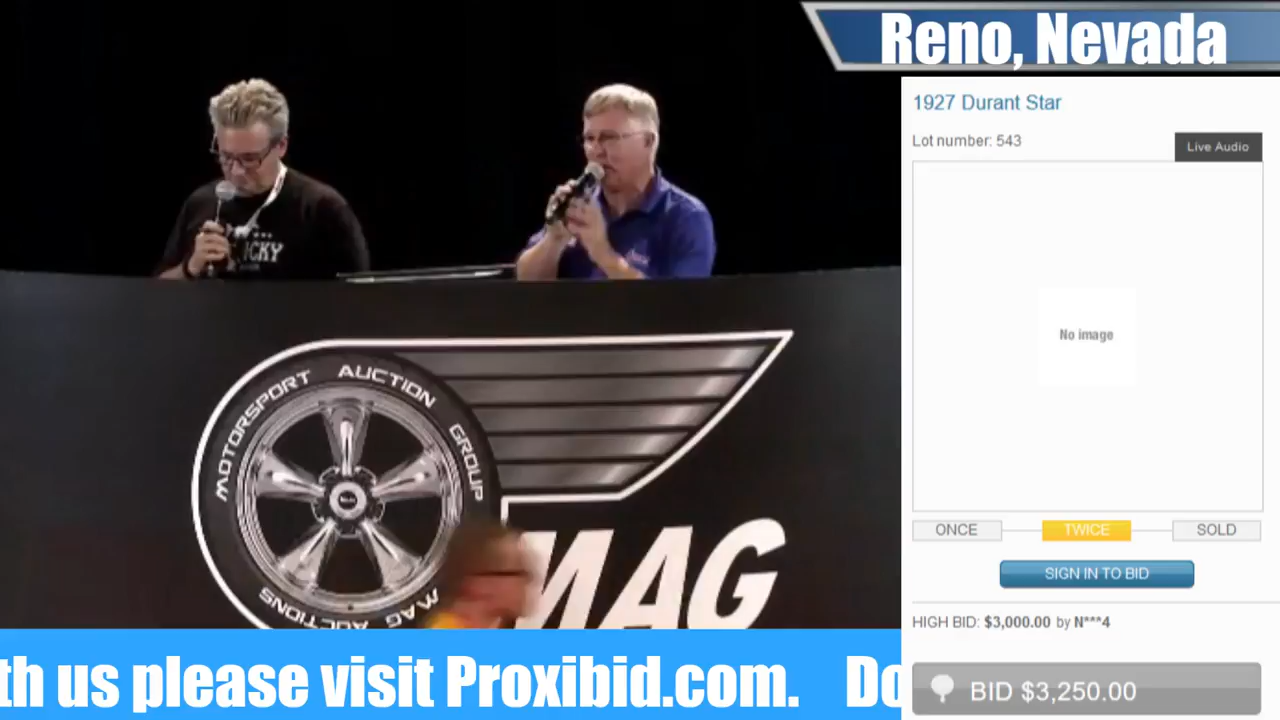 Reno, Nevada
1927 Durant Star
Lot number: 543
Live Audio
No image
ONCE
TWICE
SOLD
SIGN IN TO BID
HIGH BID: $3,000.00 by N***4
BID $3,250.00
ICKY
MOTORSPORT AUCTION GROUP
MAG AUCTIONS
MAG
th us please visit Proxibid.com. Do